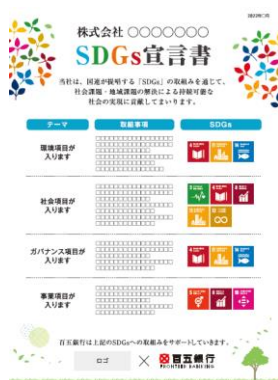 株式会社 〇〇〇〇〇〇〇
SDGs宣言書
当社は、国連が提唱する「SDGs」の取組みを通じて、
社会課題・地域課題の解決による持続可能な
社会の実現に貢献してまいります。
テーマ 取組事項 SDGs
環境項目が
入ります
社会項目が
入ります
ガバナンス項目が
入ります
事業項目が
入ります
百五銀行は上記のSDGsへの取組みをサポートしていきます。
ロゴ × 百五銀行
FRONTIER BANKING